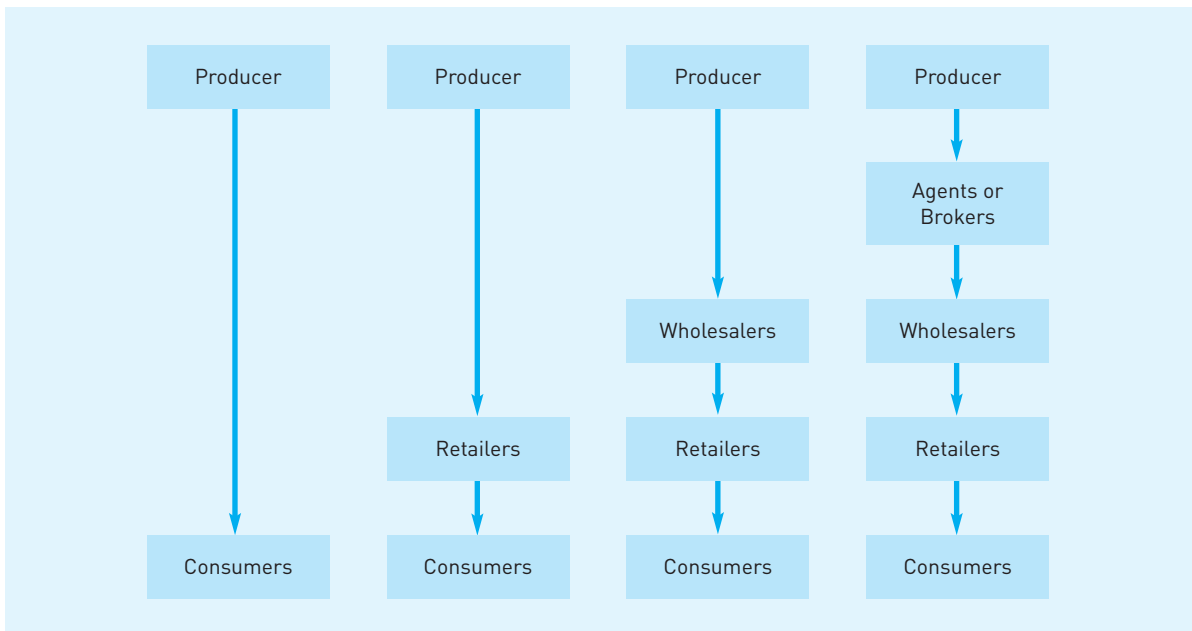 Producer
Producer
Producer
Producer
Agents or
Brokers
Wholesalers
Wholesalers
Retailers
Retailers
Retailers
Consumers
Consumers
Consumers
Consumers